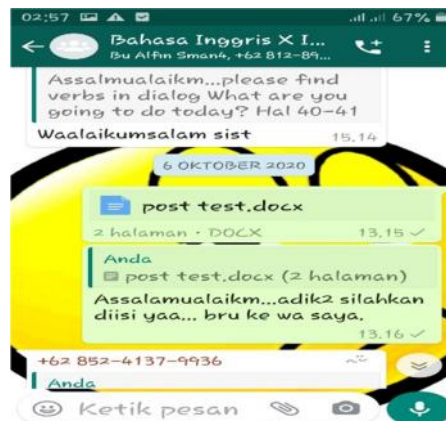 02:57 67%
Bahasa Inggris X I...
Bu Alfin Sman4, +62 812-89...
Assalmualaikm...please find
verbs in dialog What are you
going to do today? Hal 40-41
Waalaikumsalam sist 15.14
6 OKTOBER 2020
post test.docx
2 halaman • DOCX 13.15
Anda
post test.docx (2 halaman)
Assalamualaikm...adik2 silahkan
diisi yaa... bru ke wa saya.
13.16
+62 852-4137-9936
Anda
Ketik pesan